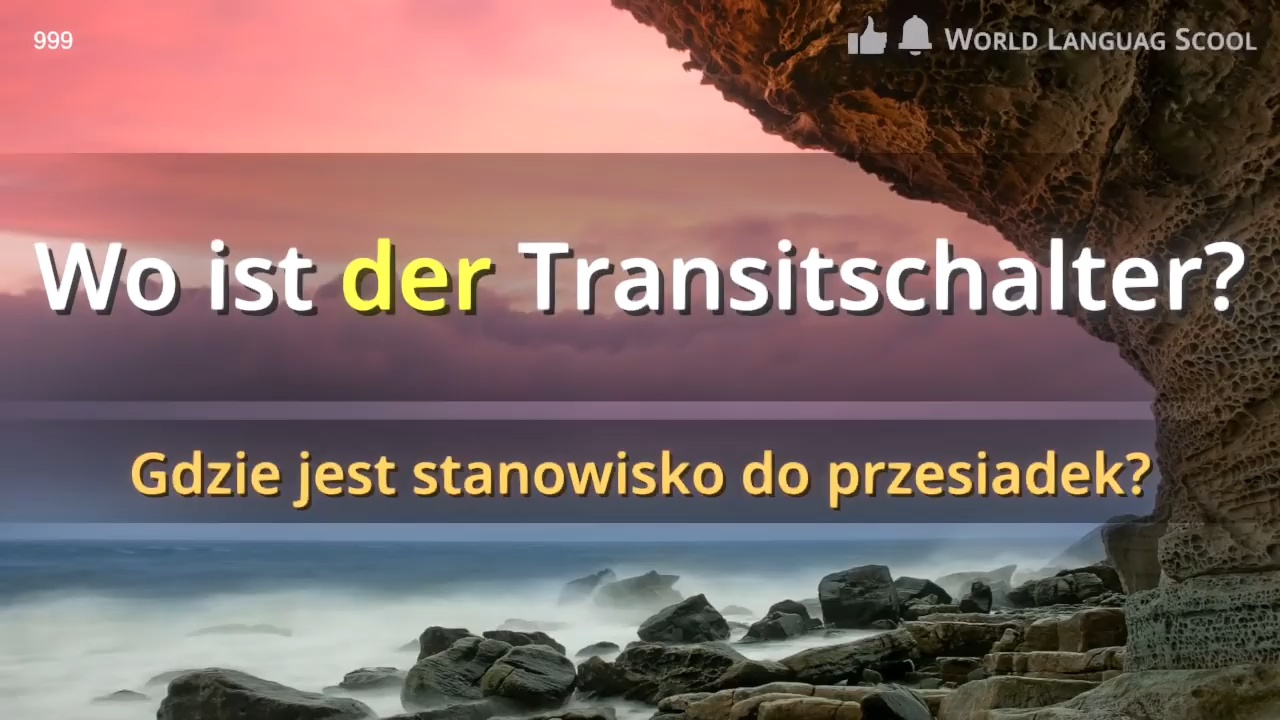 999
WORLD LANGUAG SCOOL
Wo ist der Transitschalter?
Gdzie jest stanowisko do przesiadek?